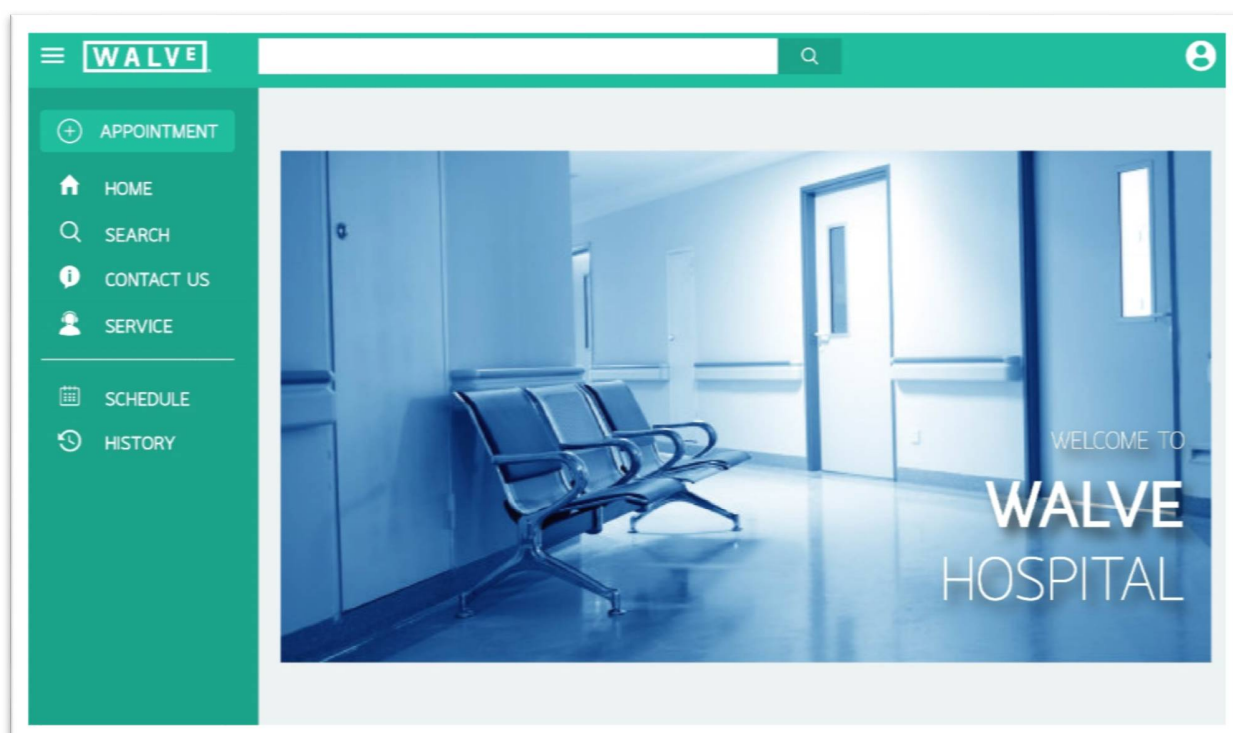 WALVE
APPOINTMENT
HOME
SEARCH
CONTACT US
SERVICE
SCHEDULE
HISTORY
WELCOME TO
WALVE
HOSPITAL